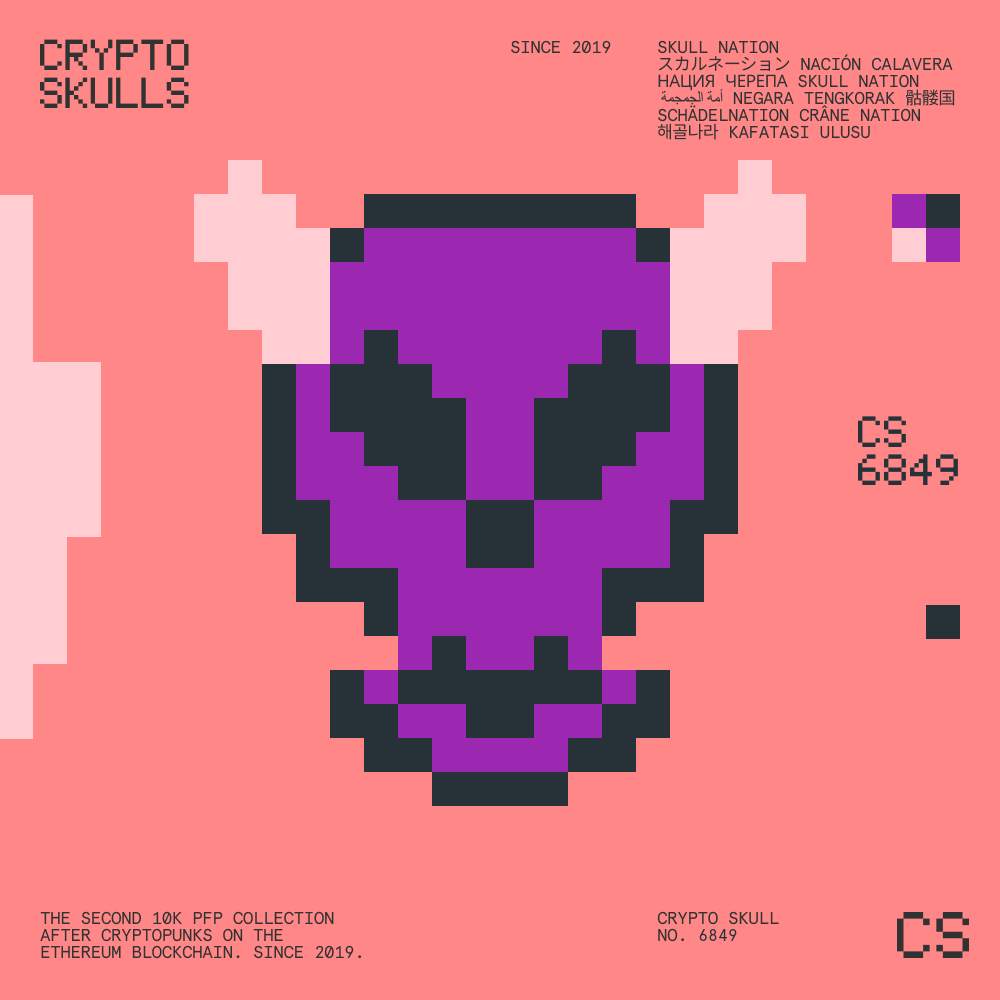 CRYPTO
SKULLS
SINCE 2019
SKULL NATION
スカルネーション NACIÓN CALAVERA
НАЦИЯ ЧЕРЕПА SKULL NATION
أمة الجمجمة NEGARA TENGKORAK 骷髅国
SCHÄDELNATION CRÂNE NATION
해골나라 KAFATASI ULUSU
CS
6849
THE SECOND 10K PFP COLLECTION
AFTER CRYPTOPUNKS ON THE
ETHEREUM BLOCKCHAIN. SINCE 2019.
CRYPTO SKULL
NO. 6849
CS